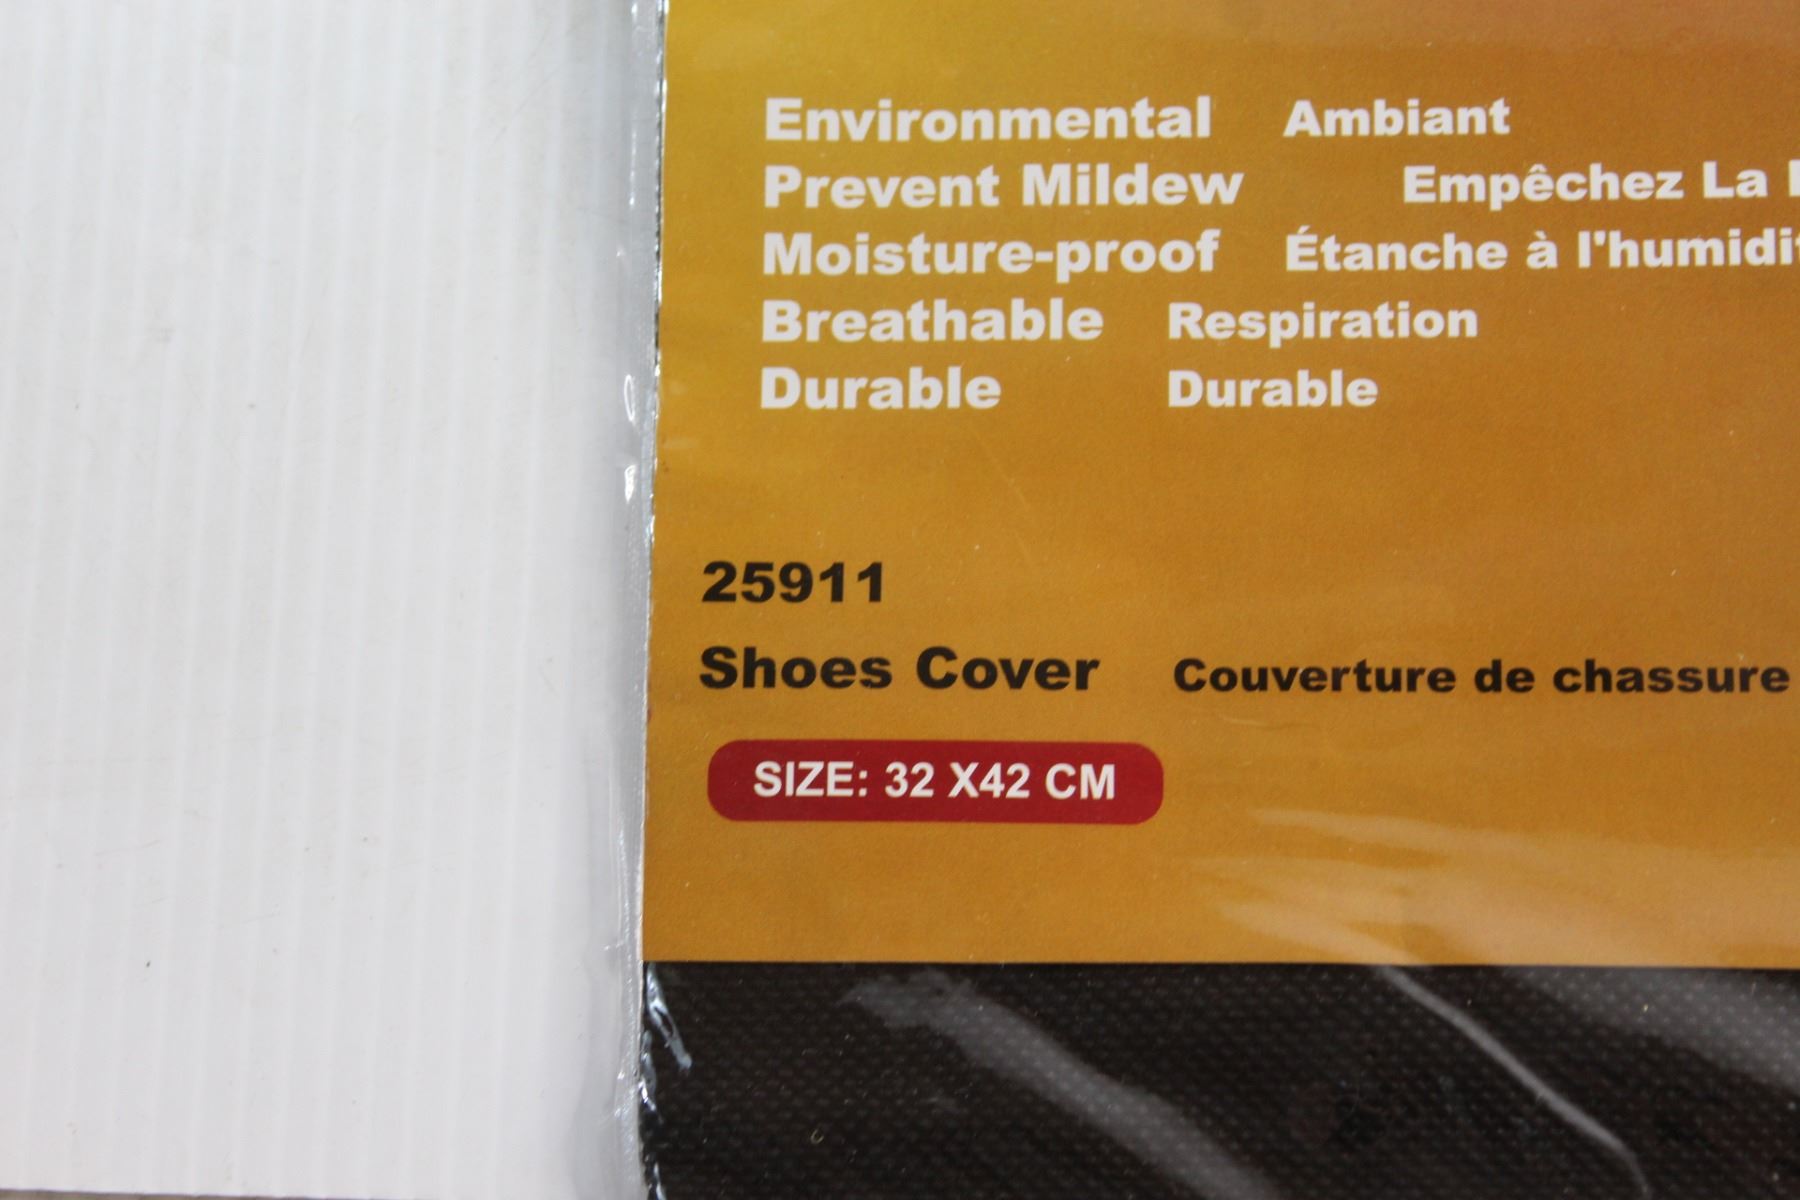 Environmental Ambiant
Prevent Mildew Empêchez La
Moisture-proof Étanche à
Breathable Respiration
Durable Durable
25911
Shoes Cover Couverture de chassure
SIZE: 32 X42 CM